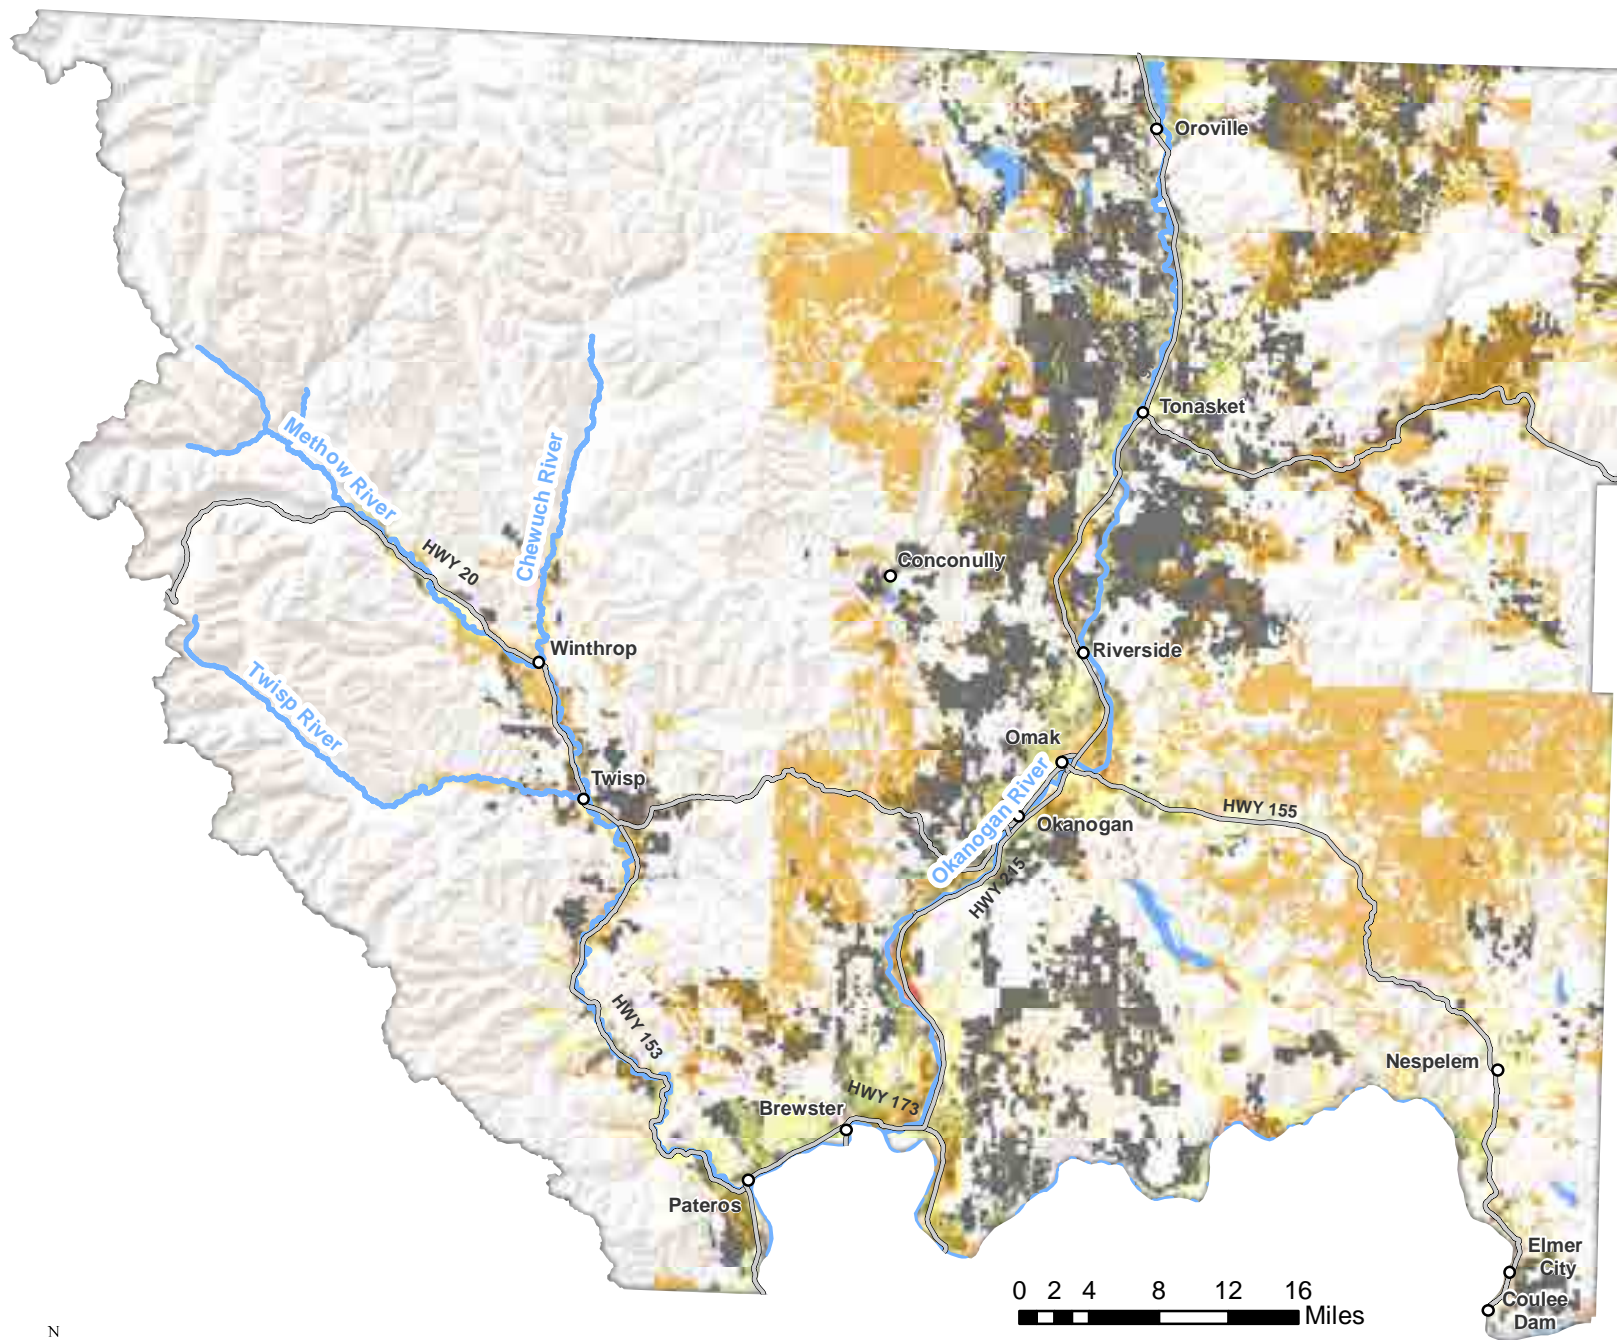 Oroville
Tonasket
Methow River
Chewuch River
HWY 20
Conconully
Winthrop
Riverside
Twisp River
Omak
Twisp
Okanogan River
Okanogan
HWY 155
HWY 215
HWY 153
Nespelem
HWY 173
Brewster
Pateros
Elmer
City
0 2 4 8 12 16
Miles
Coulee
Dam
N